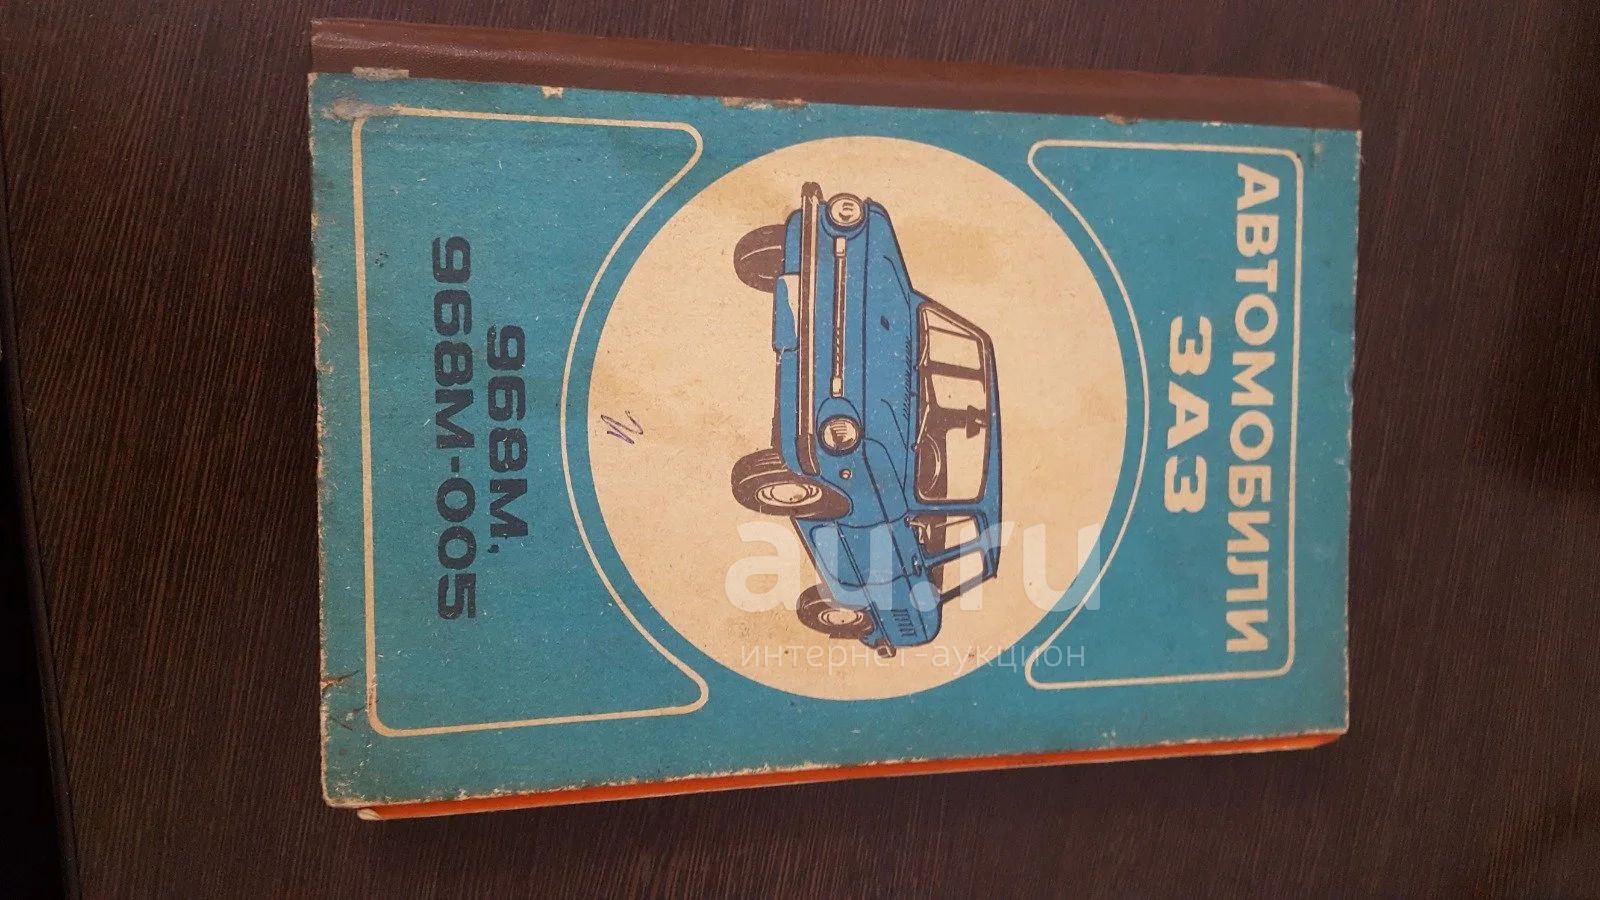 АВТОМОБИЛИ
ЗАЗ
968М,
968М-005
au.ru
интернет-аукцион